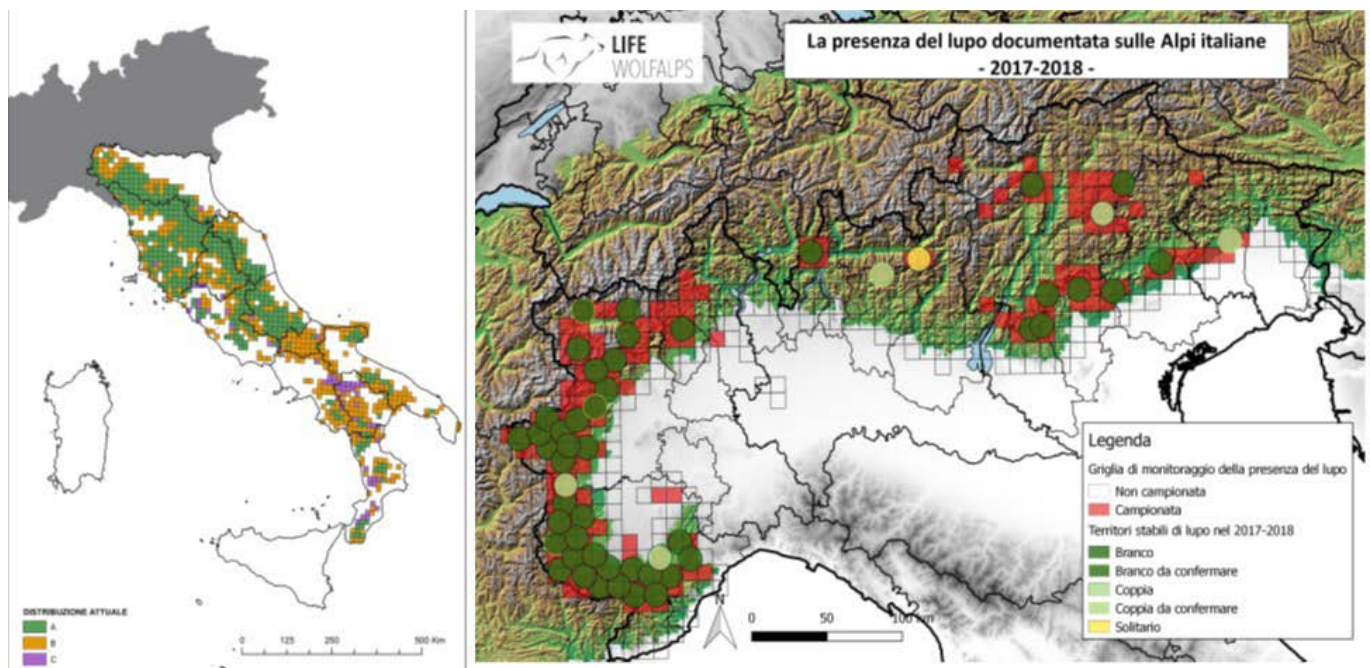 DISTRIBUZIONE ATTUALE
A
B
C
0 125 250 500 Km
LIFE
WOLFALPS
La presenza del lupo documentata sulle Alpi italiane
- 2017-2018 -
N
0 50 100 km
Legenda
Griglia di monitoraggio della presenza del lupo
Non campionata
Campionata
Territori stabili di lupo nel 2017-2018
Branco
Branco da confermare
Coppia
Coppia da confermare
Solitario